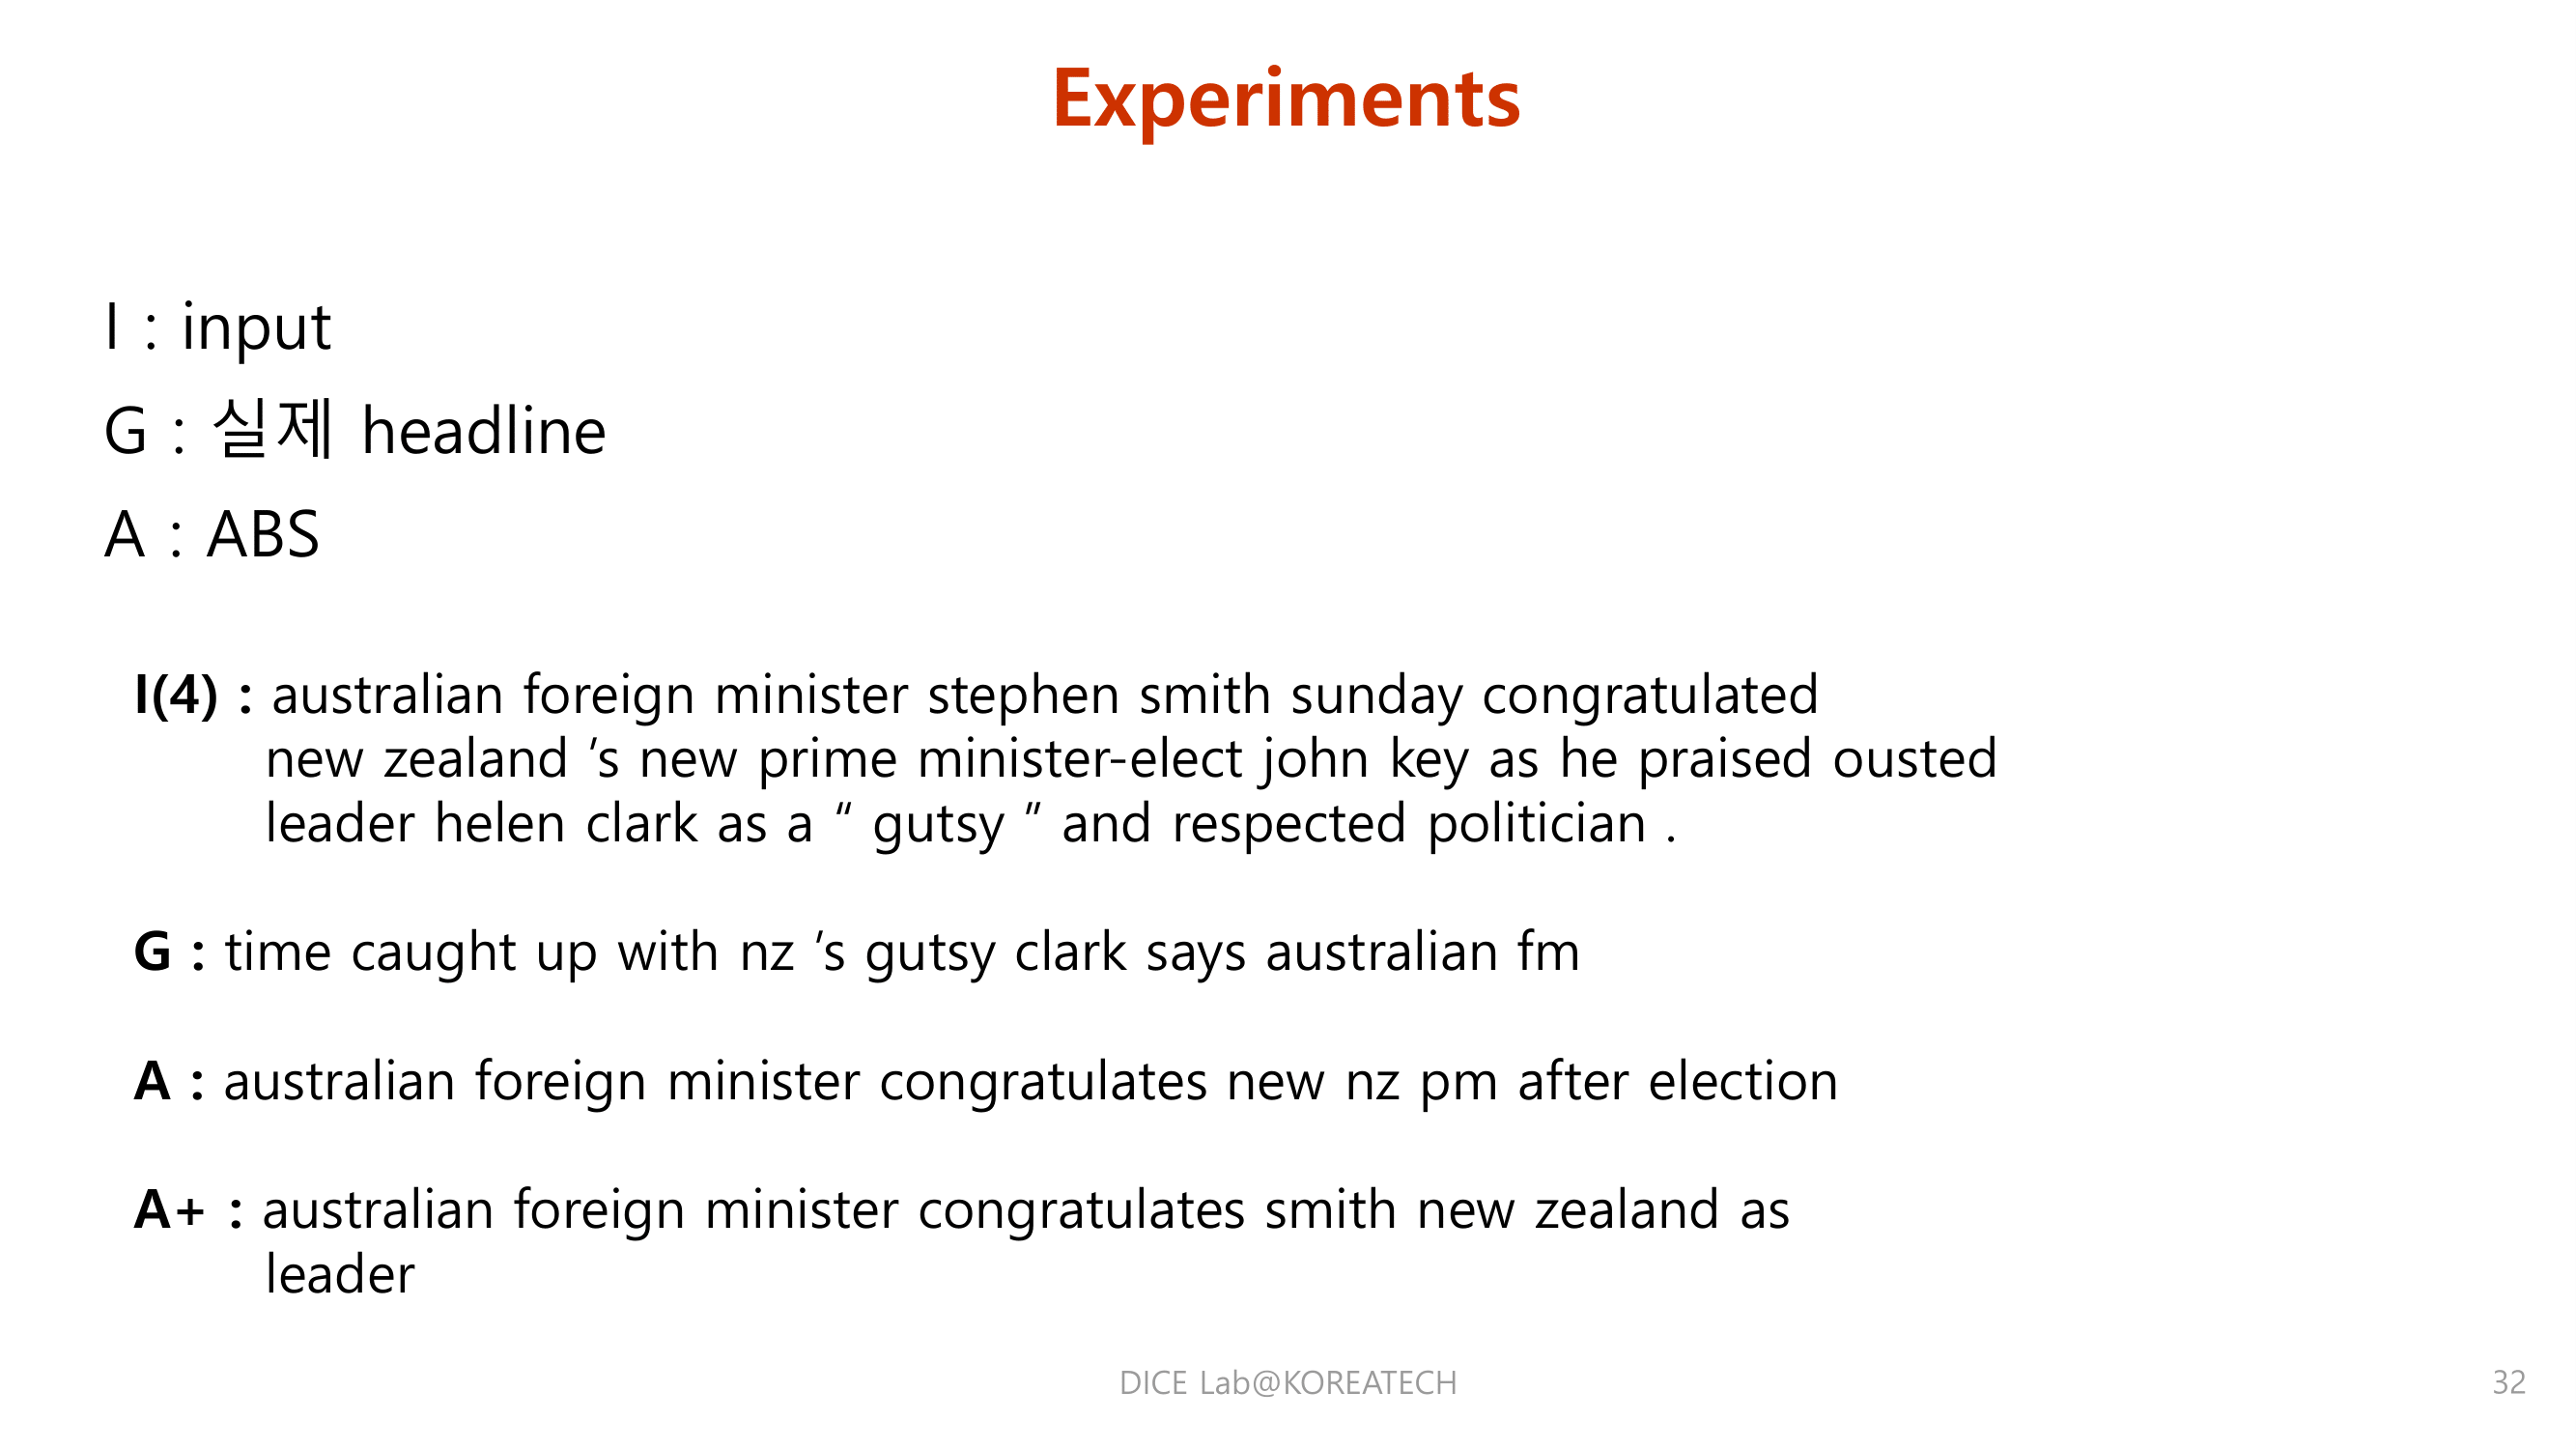 Experiments
I : input
G : 실제 headline
A : ABS
I(4) : australian foreign minister stephen smith sunday congratulated
new zealand ’s new prime minister-elect john key as he praised ousted
leader helen clark as a “ gutsy ” and respected politician .
G : time caught up with nz ’s gutsy clark says australian fm
A : australian foreign minister congratulates new nz pm after election
A+ : australian foreign minister congratulates smith new zealand as
leader
DICE Lab@KOREATECH
32